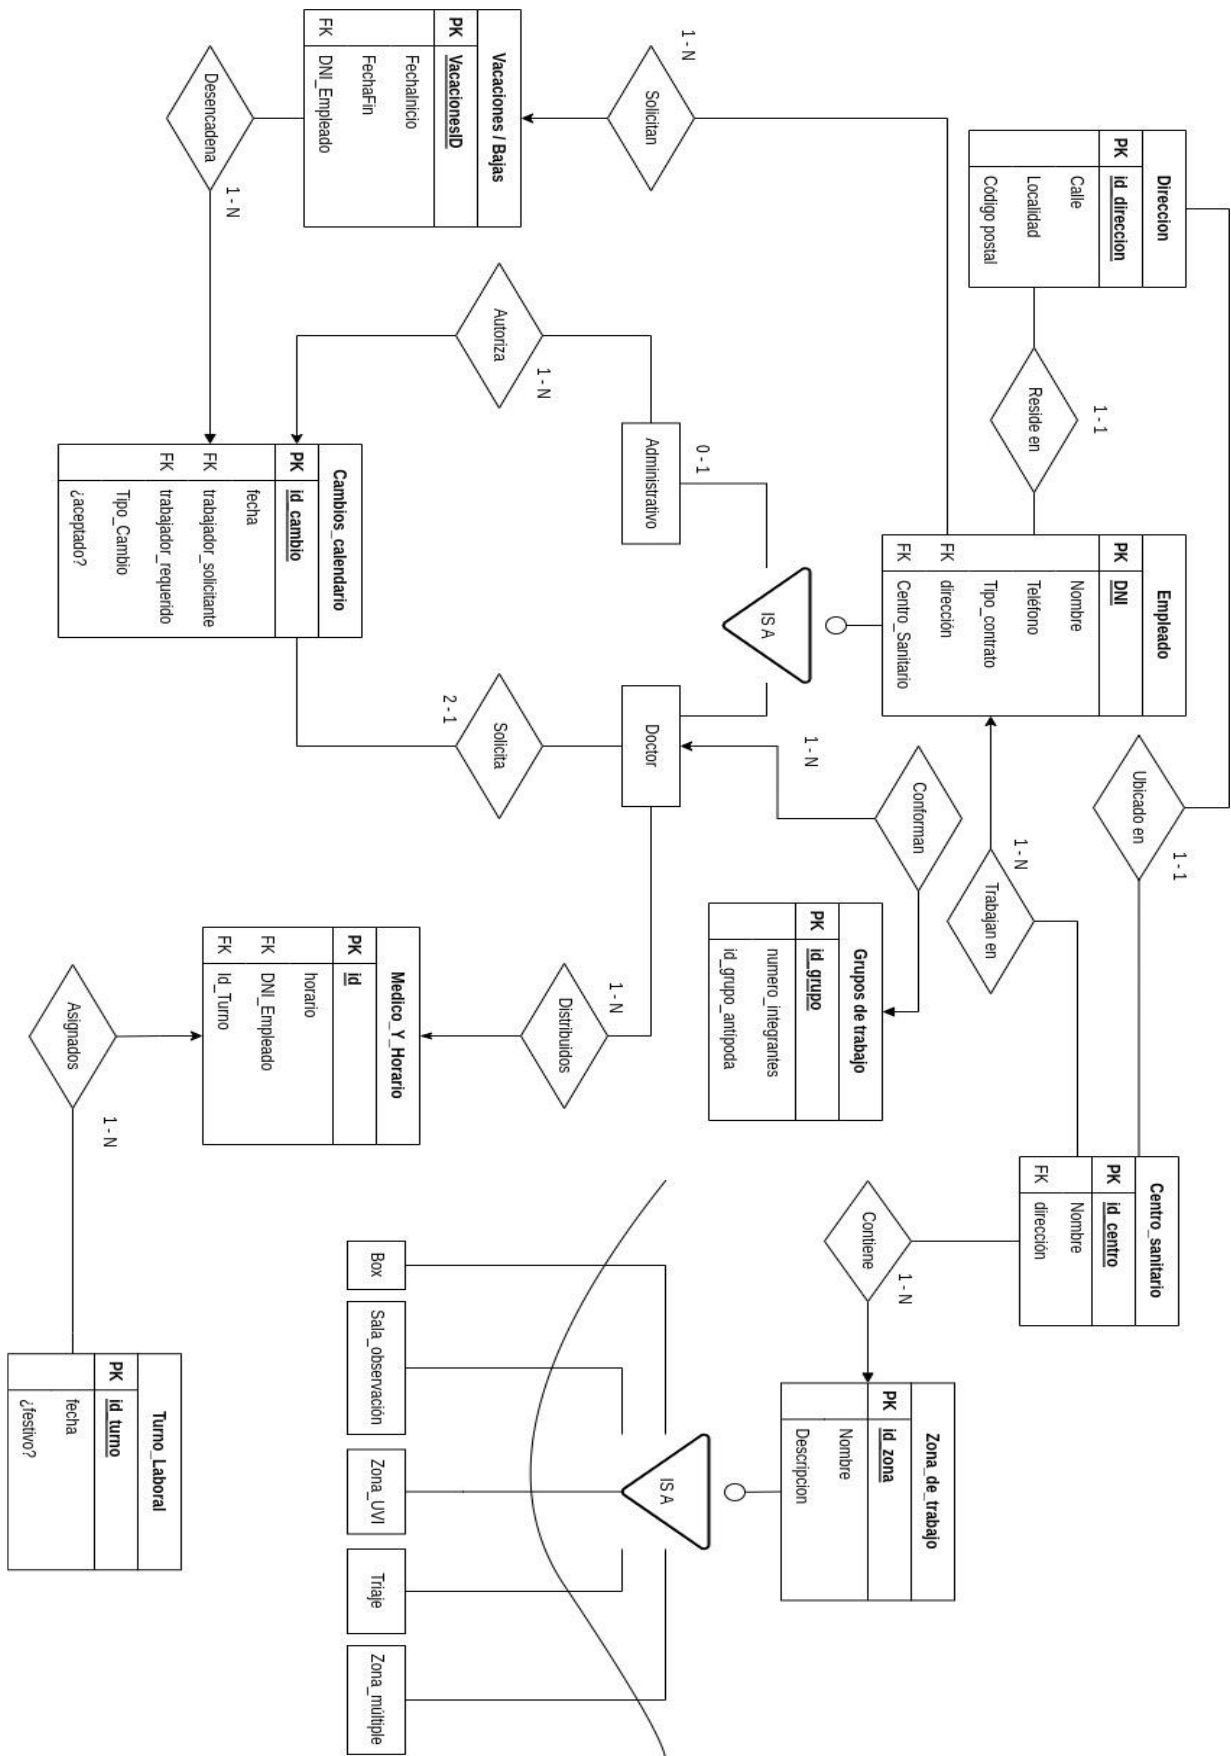 Direccion
PK id_direccion
Calle
Localidad
Código postal
Ubicado en
1 - 1
Reside en
1 - 1
Empleado
PK DNI
Nombre
Teléfono
Tipo_contrato
FK dirección
FK Centro_Sanitario
Trabajan en
1 - N
Centro_sanitario
PK id_centro
Nombre
FK dirección
Solicitan
1 - N
Vacaciones / Bajas
PK VacacionesID
FechaInicio
FechaFin
FK DNI_Empleado
Desencadena
1 - N
IS A
0 - 1
Administrativo
Doctor
Autoriza
1 - N
Conforman
1 - N
Grupos de trabajo
PK id_grupo
numero_integrantes
id_grupo_antipoda
Contiene
1 - N
Zona_de_trabajo
PK id_zona
Nombre
Descripcion
IS A
Box
Sala_observación
Zona_UVI
Triaje
Zona_múltiple
Solicita
2 - 1
Cambios_calendario
PK id_cambio
fecha
FK trabajador_solicitante
FK trabajador_requerido
Tipo_Cambio
¿aceptado?
Distribuidos
1 - N
Medico_Y_Horario
PK id
horario
FK DNI_Empleado
FK Id_Turno
Asignados
1 - N
Turno_Laboral
PK id_turno
fecha
¿festivo?